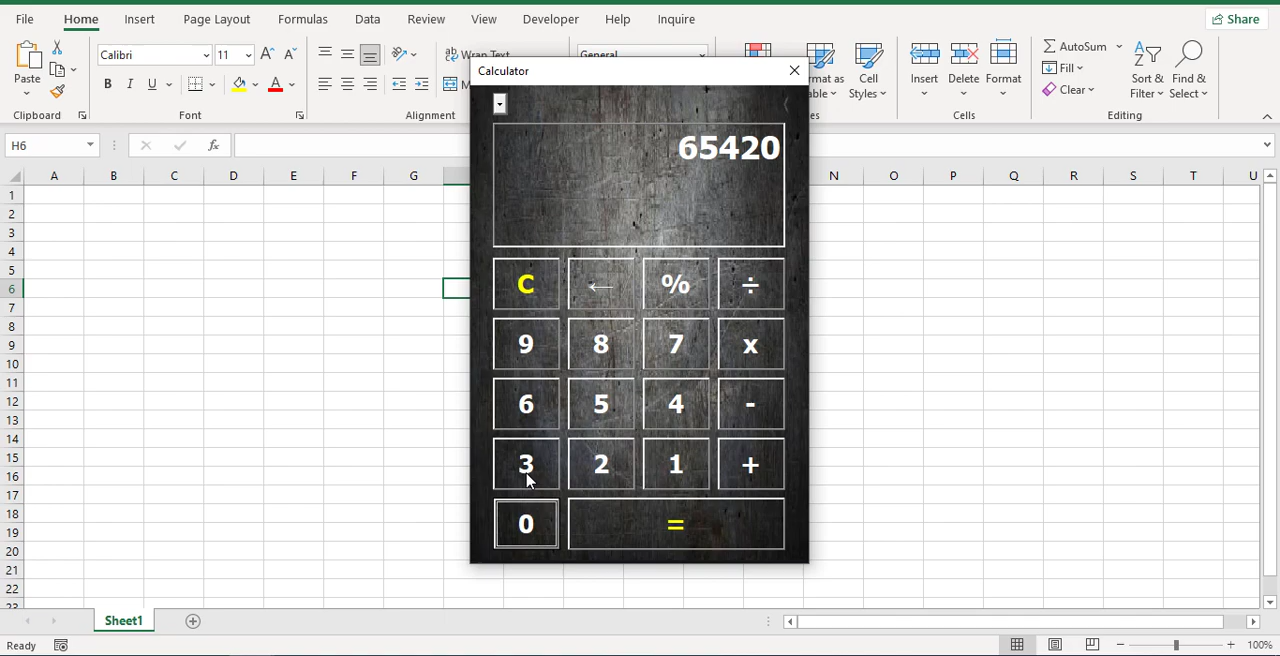 File Home Insert Page Layout Formulas Data Review View Developer Help Inquire Share
Calibri 11 Wrap Text General AutoSum
Paste B I U Insert Delete Format Fill Sort & Find &
Cell Styles Clear Filter Select
Clipboard Font Alignment Cells Editing
Calculator
H6 fx
65420
A B C D E F G N O P Q R S T U
1
2
3
4
5
6
7
8
9
10
11
12
13
14
15
16
17
18
19
20
21
22
23
C ← % ÷
9 8 7 x
6 5 4 -
3 2 1 +
0 =
Sheet1
Ready 100%